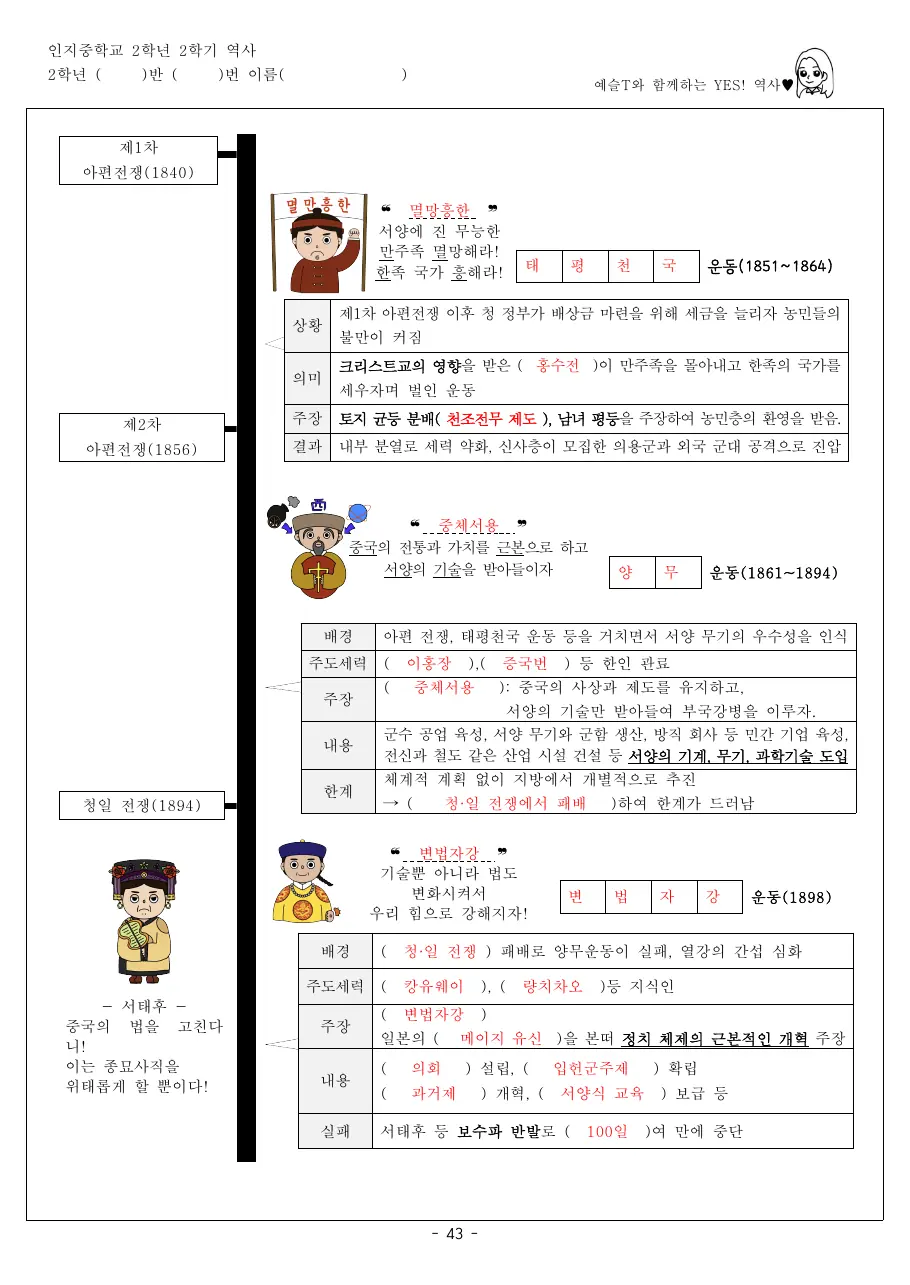 인지중학교 2학년 2학기 역사
2학년 (    )반 (    )번 이름(            )
예슬T와 함께하는 YES! 역사♥
제1차
아편전쟁(1840)
멸만흥한
❝ 멸망흥한 ❞
서양에 진 무능한
만주족 멸망해라!
한족 국가 흥해라!
태 평 천 국 운동(1851~1864)
상황 제1차 아편전쟁 이후 청 정부가 배상금 마련을 위해 세금을 늘리자 농민들의
불만이 커짐
의미 크리스트교의 영향을 받은 ( 홍수전 )이 만주족을 몰아내고 한족의 국가를
세우자며 벌인 운동
주장 토지 균등 분배( 천조전무 제도 ), 남녀 평등을 주장하여 농민층의 환영을 받음.
결과 내부 분열로 세력 약화, 신사층이 모집한 의용군과 외국 군대 공격으로 진압
제2차
아편전쟁(1856)
西
❝ 중체서용 ❞
중국의 전통과 가치를 근본으로 하고
서양의 기술을 받아들이자
양 무 운동(1861~1894)
배경 아편 전쟁, 태평천국 운동 등을 거치면서 서양 무기의 우수성을 인식
주도세력 ( 이홍장 ),( 증국번 ) 등 한인 관료
주장 ( 중체서용 ): 중국의 사상과 제도를 유지하고,
서양의 기술만 받아들여 부국강병을 이루자.
내용 군수 공업 육성, 서양 무기와 군함 생산, 방직 회사 등 민간 기업 육성,
전신과 철도 같은 산업 시설 건설 등 서양의 기계, 무기, 과학기술 도입
한계 체계적 계획 없이 지방에서 개별적으로 추진
→ ( 청·일 전쟁에서 패배 )하여 한계가 드러남
청일 전쟁(1894)
❝ 변법자강 ❞
기술뿐 아니라 법도
변화시켜서
우리 힘으로 강해지자!
변 법 자 강 운동(1898)
배경 ( 청·일 전쟁 ) 패배로 양무운동이 실패, 열강의 간섭 심화
주도세력 ( 캉유웨이 ), ( 량치차오 )등 지식인
주장 ( 변법자강 )
일본의 ( 메이지 유신 )을 본떠 정치 체제의 근본적인 개혁 주장
내용 ( 의회 ) 설립, ( 입헌군주제 ) 확립
( 과거제 ) 개혁, ( 서양식 교육 ) 보급 등
실패 서태후 등 보수파 반발로 ( 100일 )여 만에 중단
- 서태후 -
중국의 법을 고친다
니!
이는 종묘사직을
위태롭게 할 뿐이다!
- 43 -